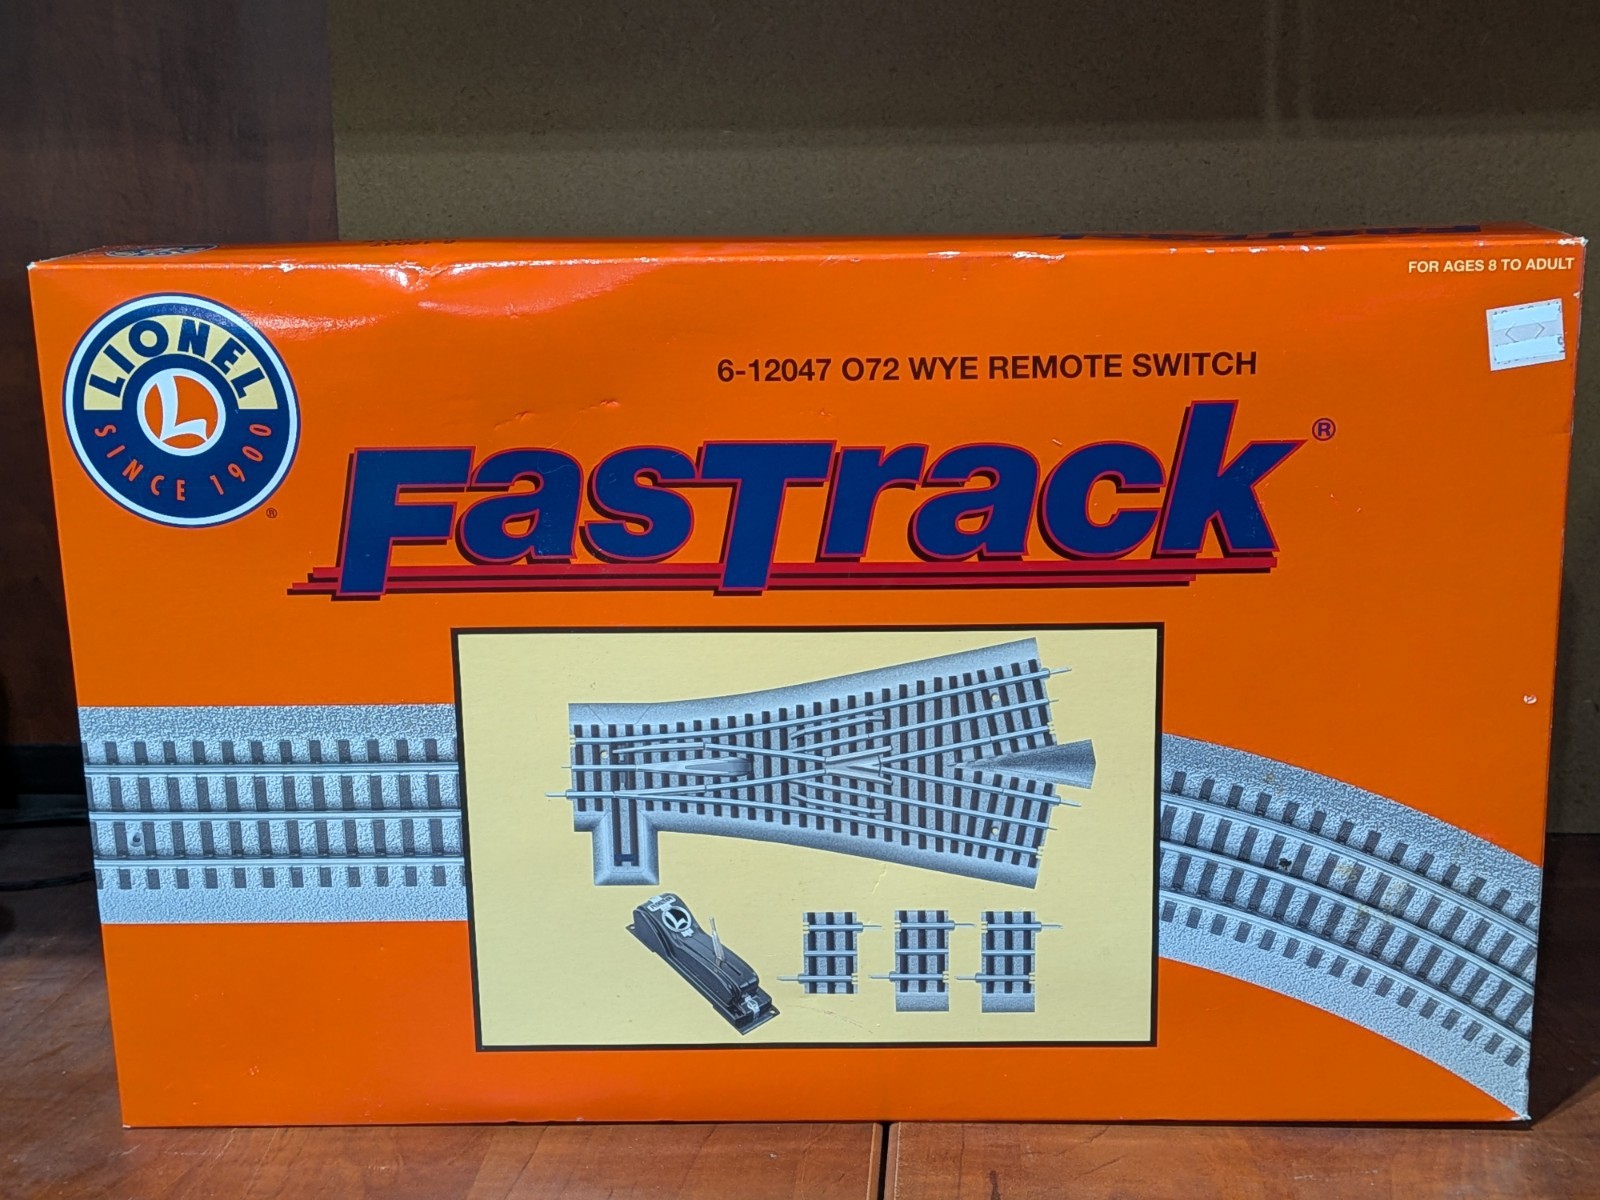 FOR AGES 8 TO ADULT
LIONEL
L
SINCE 1900
®
6-12047 O72 WYE REMOTE SWITCH
FasTrack®